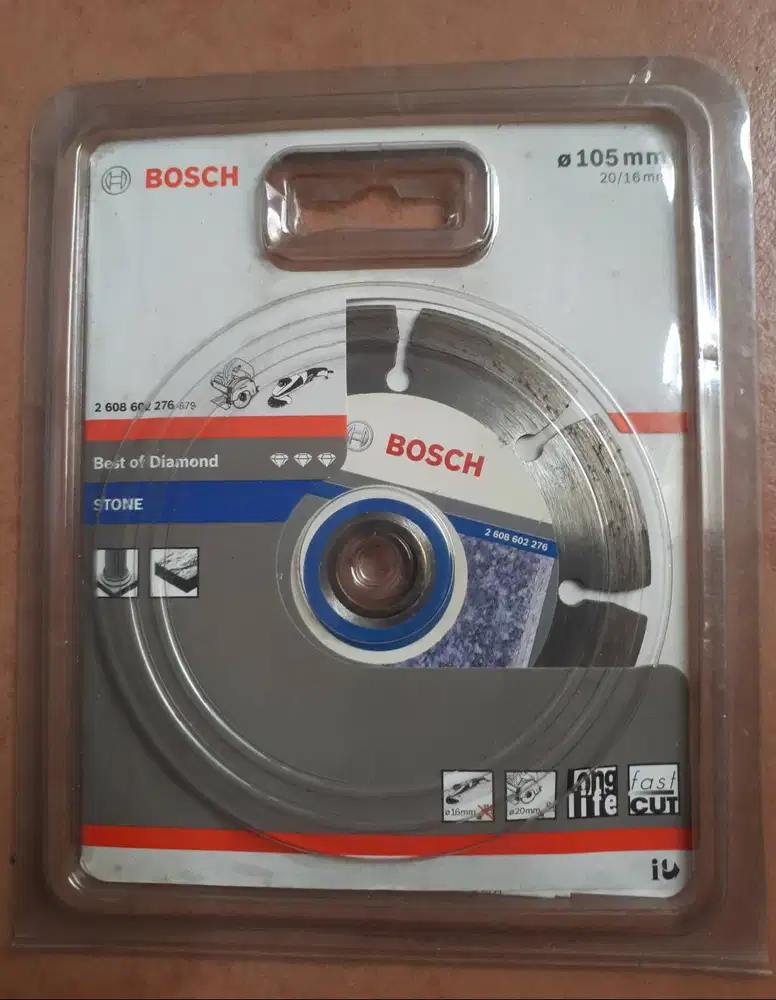 BOSCH
ø 105 mm
20/16 mm
2 608 602 276
BOSCH
Best of Diamond
STONE
2 608 602 276
ø16mm
ø20mm
long
life
fast
CUT